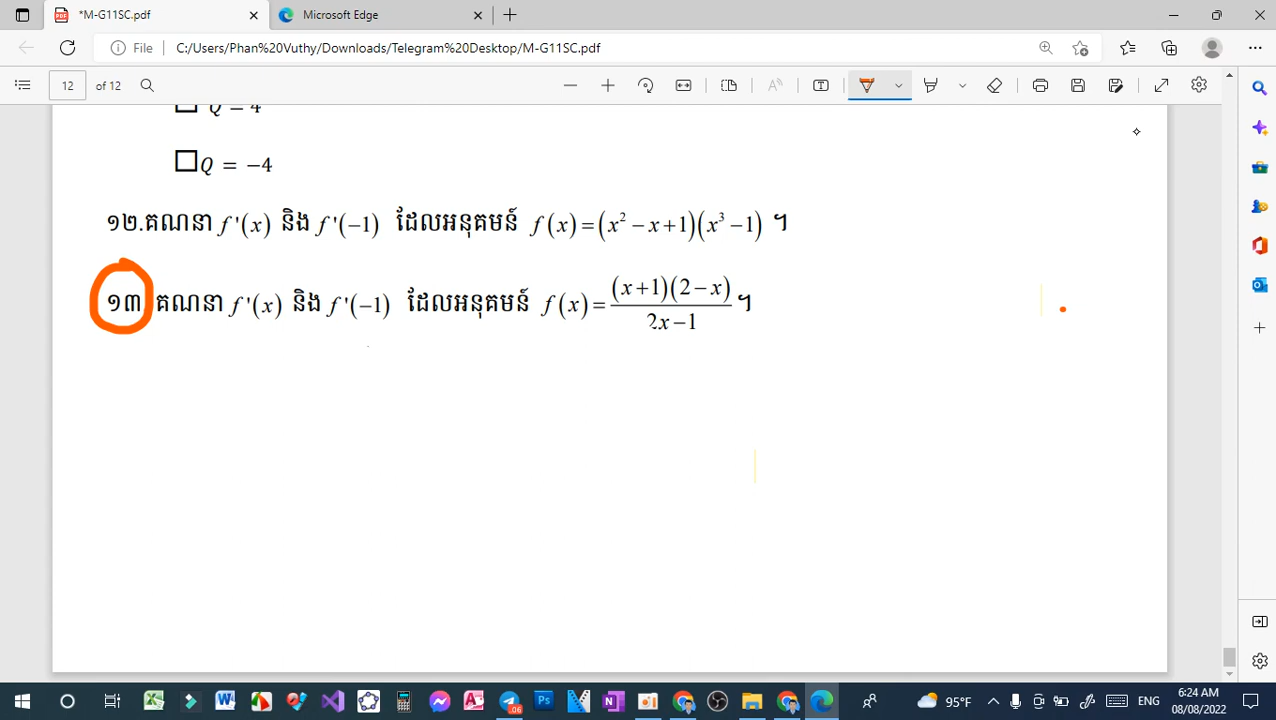 *M-G11SC.pdf
Microsoft Edge
File C:/Users/Phan%20Vuthy/Downloads/Telegram%20Desktop/M-G11SC.pdf
12 of 12
Q = 4
Q = −4
១២.គណនា f'(x) និង f'(−1) ដែលអនុគមន៍ f(x)=(x²−x+1)(x³−1) ។
១៣. គណនា f'(x) និង f'(−1) ដែលអនុគមន៍ f(x)=\frac{(x+1)(2−x)}{2x−1} ។
95°F ENG 6:24 AM
08/08/2022